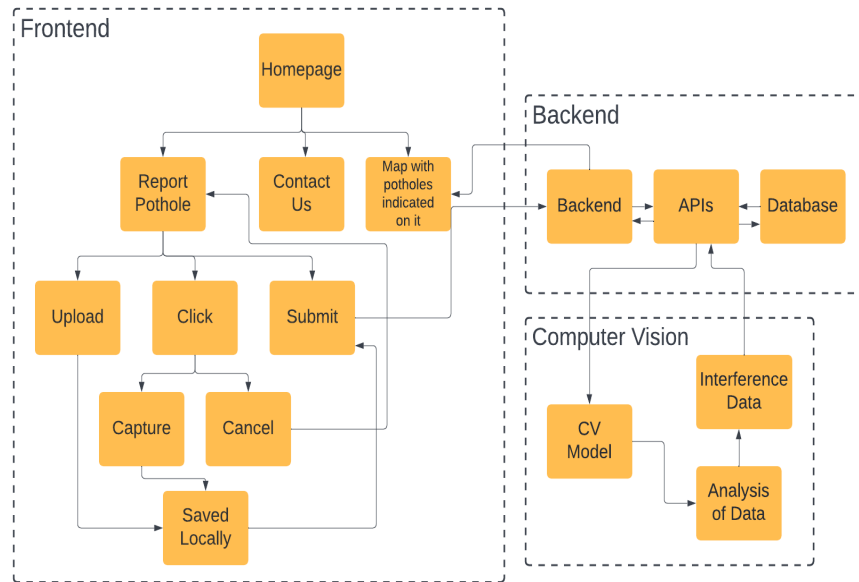 Frontend
Homepage
Report
Pothole
Contact
Us
Map with
potholes
indicated
on it
Upload
Click
Submit
Capture
Cancel
Saved
Locally
Backend
Backend
APIs
Database
Computer Vision
Interference
Data
CV
Model
Analysis
of Data